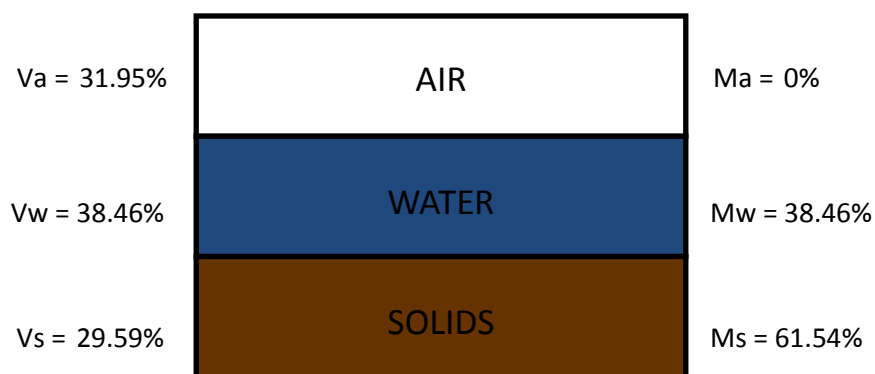 Va = 31.95% AIR Ma = 0%
Vw = 38.46% WATER Mw = 38.46%
Vs = 29.59% SOLIDS Ms = 61.54%